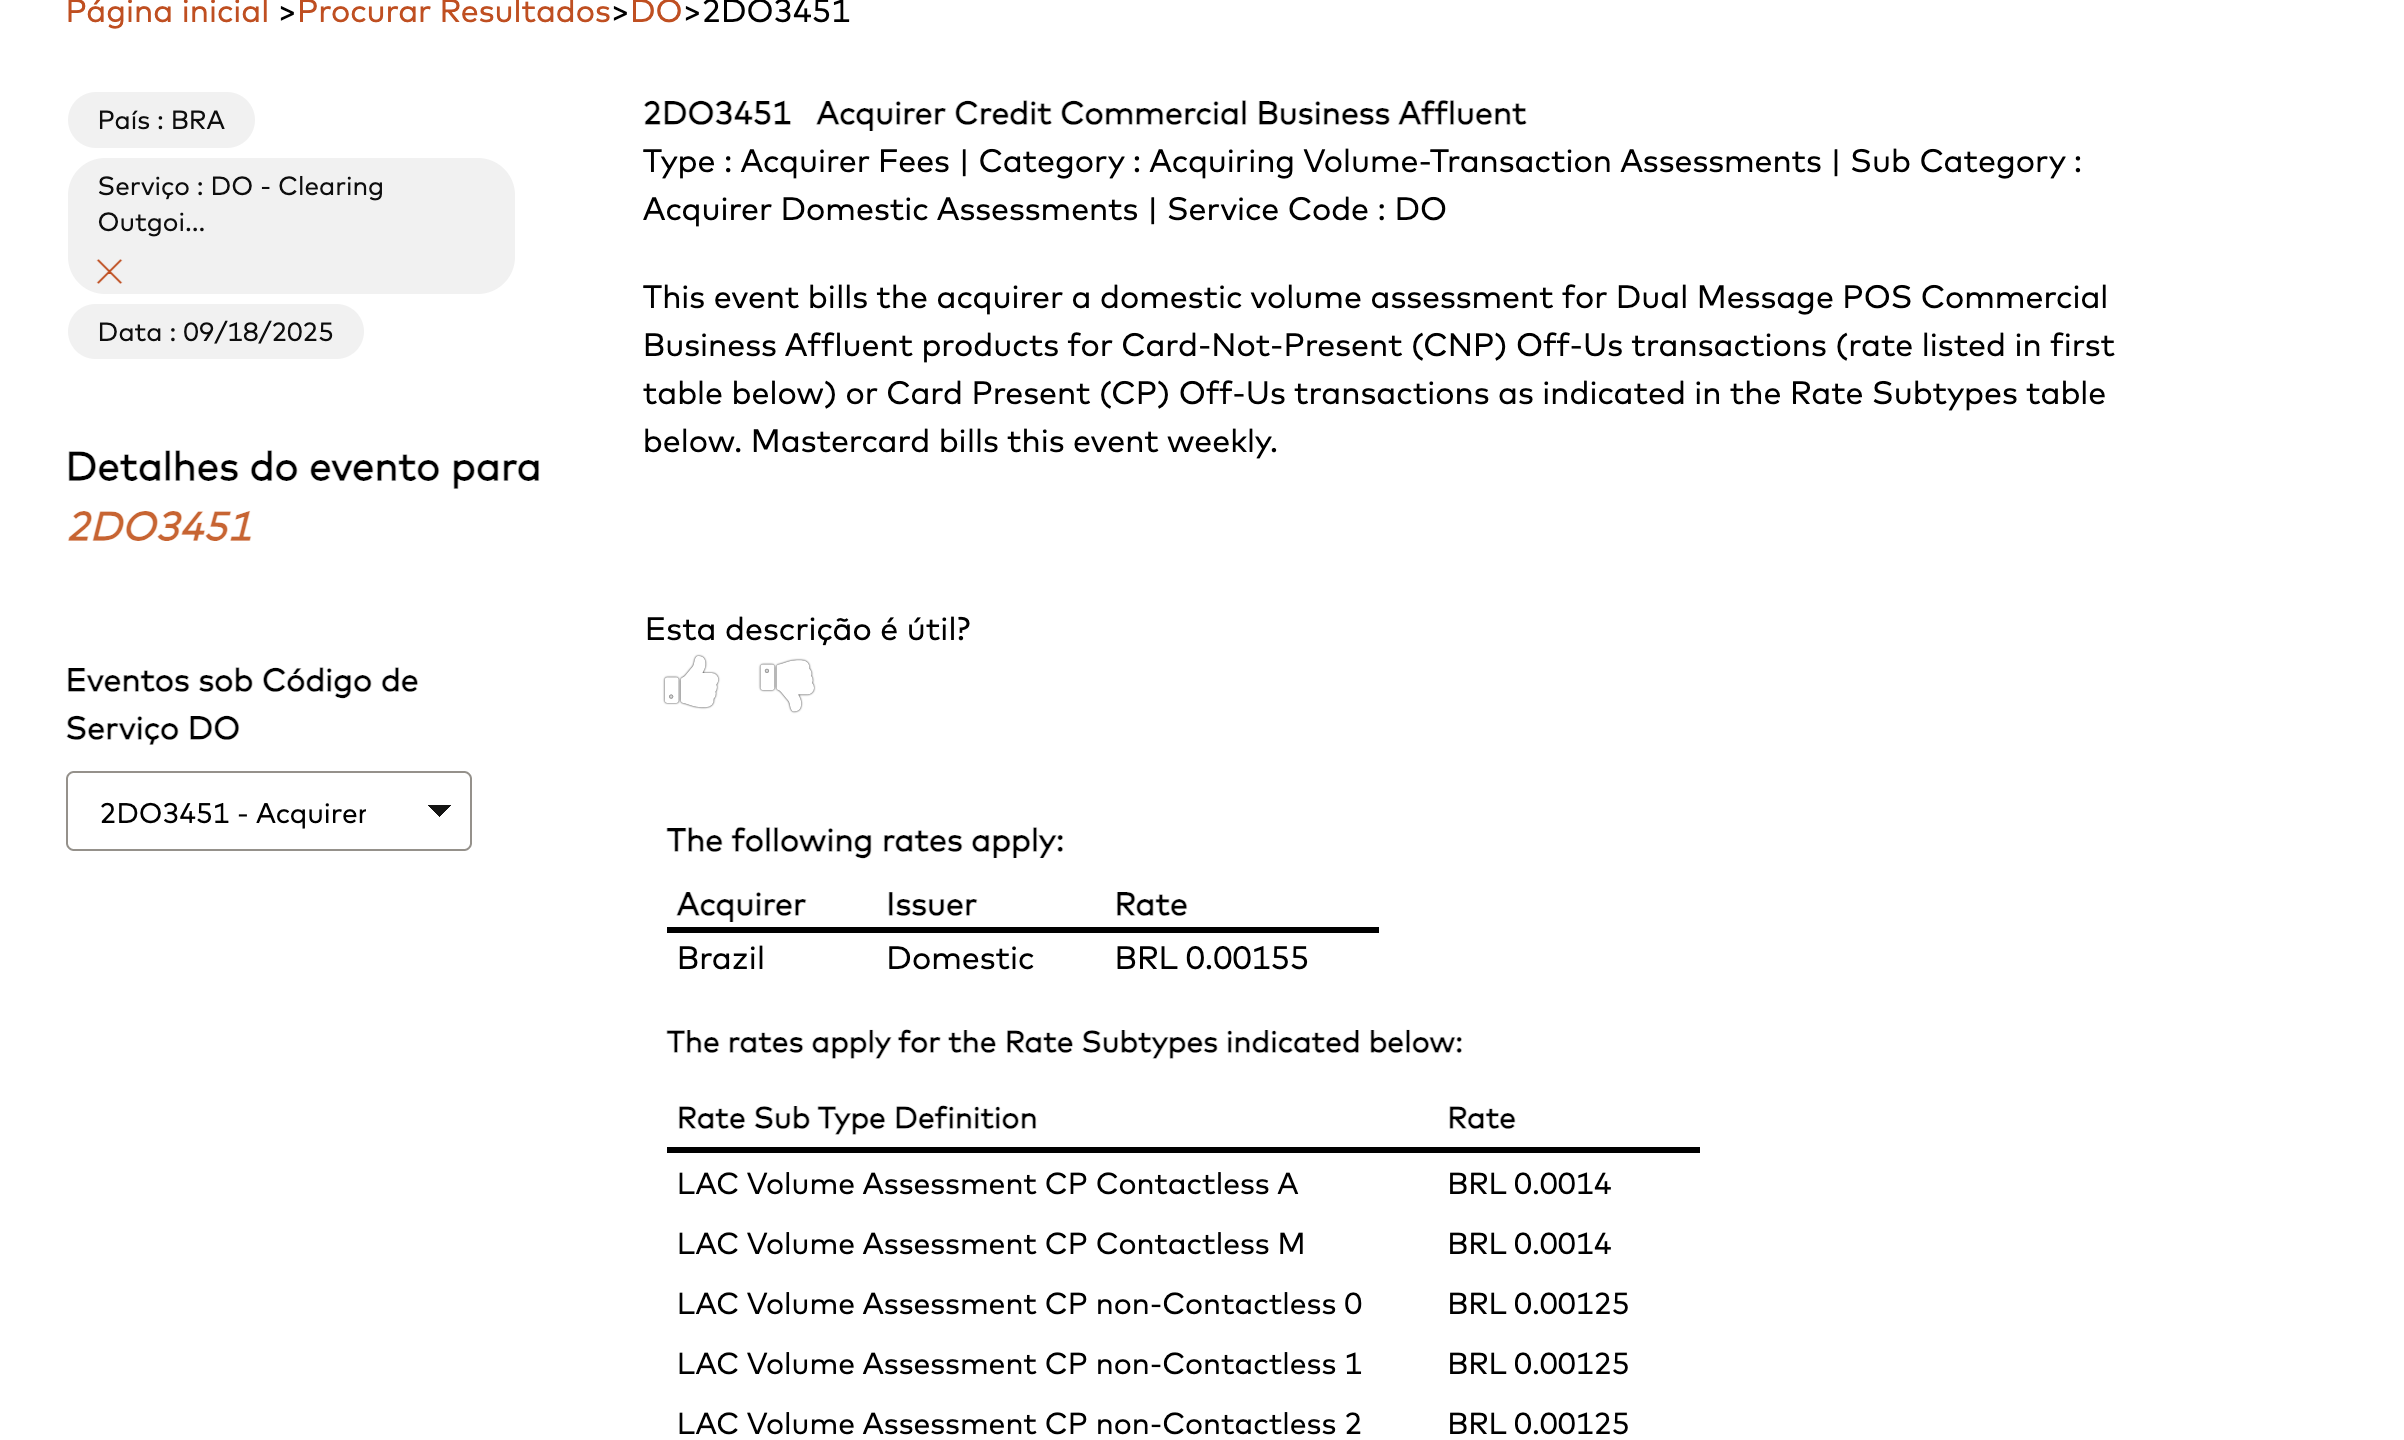 Página inicial >Procurar Resultados>DO>2DO3451
País : BRA
Serviço : DO - Clearing
Outgoi...
Data : 09/18/2025
Detalhes do evento para
2DO3451
Eventos sob Código de
Serviço DO
2DO3451 - Acquirer
2DO3451 Acquirer Credit Commercial Business Affluent
Type : Acquirer Fees | Category : Acquiring Volume-Transaction Assessments | Sub Category :
Acquirer Domestic Assessments | Service Code : DO
This event bills the acquirer a domestic volume assessment for Dual Message POS Commercial
Business Affluent products for Card-Not-Present (CNP) Off-Us transactions (rate listed in first
table below) or Card Present (CP) Off-Us transactions as indicated in the Rate Subtypes table
below. Mastercard bills this event weekly.
Esta descrição é útil?
The following rates apply:
Acquirer Issuer Rate
Brazil Domestic BRL 0.00155
The rates apply for the Rate Subtypes indicated below:
Rate Sub Type Definition Rate
LAC Volume Assessment CP Contactless A BRL 0.0014
LAC Volume Assessment CP Contactless M BRL 0.0014
LAC Volume Assessment CP non-Contactless 0 BRL 0.00125
LAC Volume Assessment CP non-Contactless 1 BRL 0.00125
LAC Volume Assessment CP non-Contactless 2 BRL 0.00125